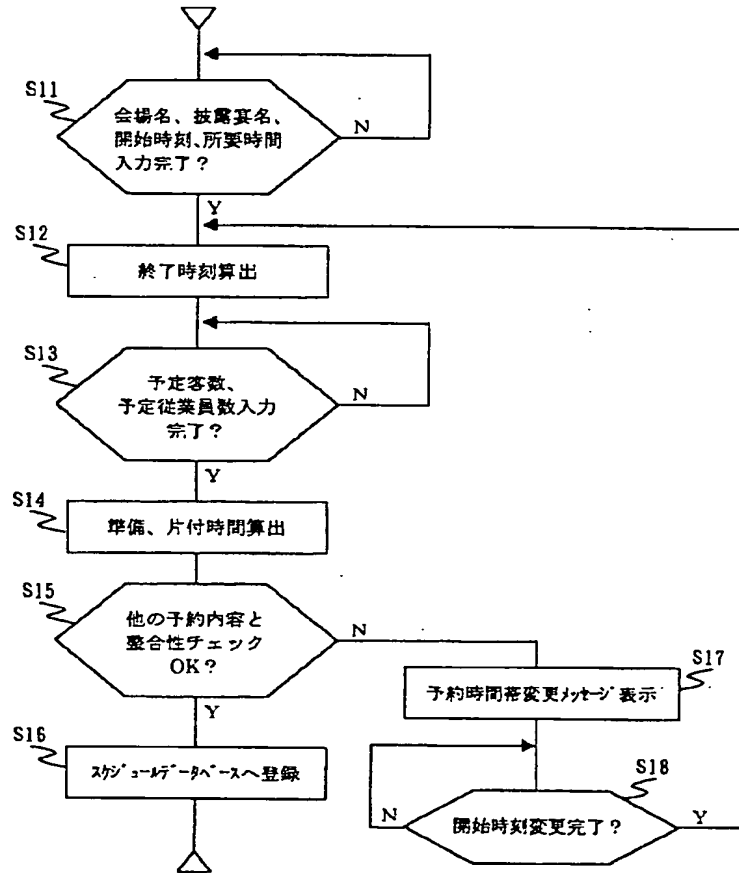 S11
会場名、披露宴名、
開始時刻、所要時間
入力完了？
N
Y
S12
終了時刻算出
S13
予定客数、
予定従業員数入力
完了？
N
Y
S14
準備、片付時間算出
S15
他の予約内容と
整合性チェック
OK？
N
Y
S17
予約時間帯変更ﾒｯｾｰｼﾞ表示
S16
ｽｹｼﾞｭｰﾙデータﾍﾞｰｽへ登録
S18
開始時刻変更完了？
N
Y